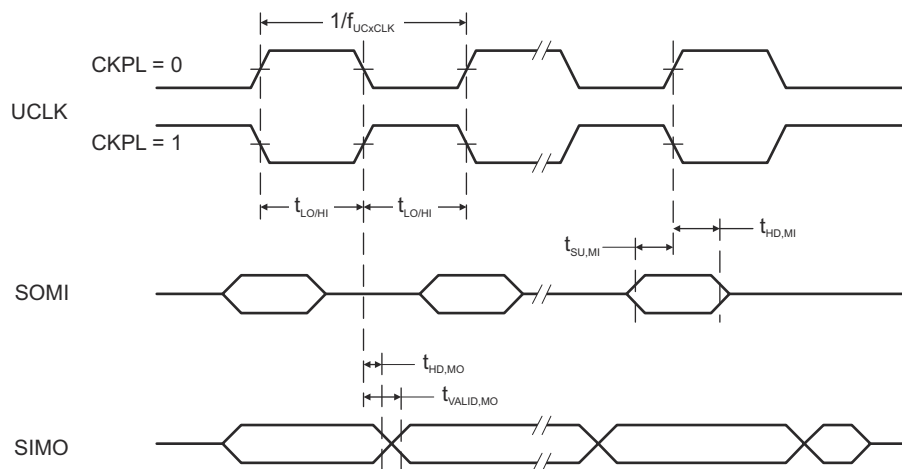 1/fUCxCLK
CKPL = 0
UCLK
CKPL = 1
tLO/HI tLO/HI
tSU,MI
tHD,MI
SOMI
tHD,MO
tVALID,MO
SIMO